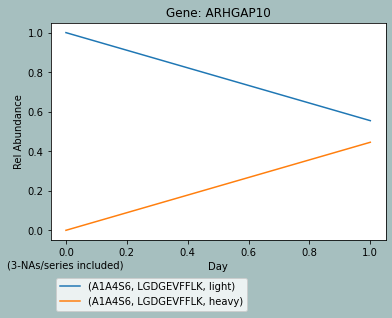 Gene: ARHGAP10
Rel Abundance
1.0
0.8
0.6
0.4
0.2
0.0
0.0 0.2 0.4 0.6 0.8 1.0
Day
(3-NAs/series included)
(A1A4S6, LGDGEVFFLK, light)
(A1A4S6, LGDGEVFFLK, heavy)